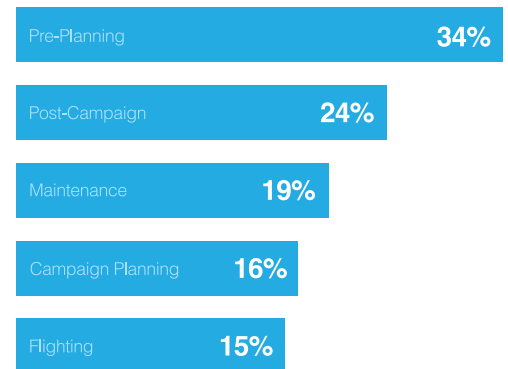 Pre-Planning 34%
Post-Campaign 24%
Maintenance 19%
Campaign Planning 16%
Flighting 15%